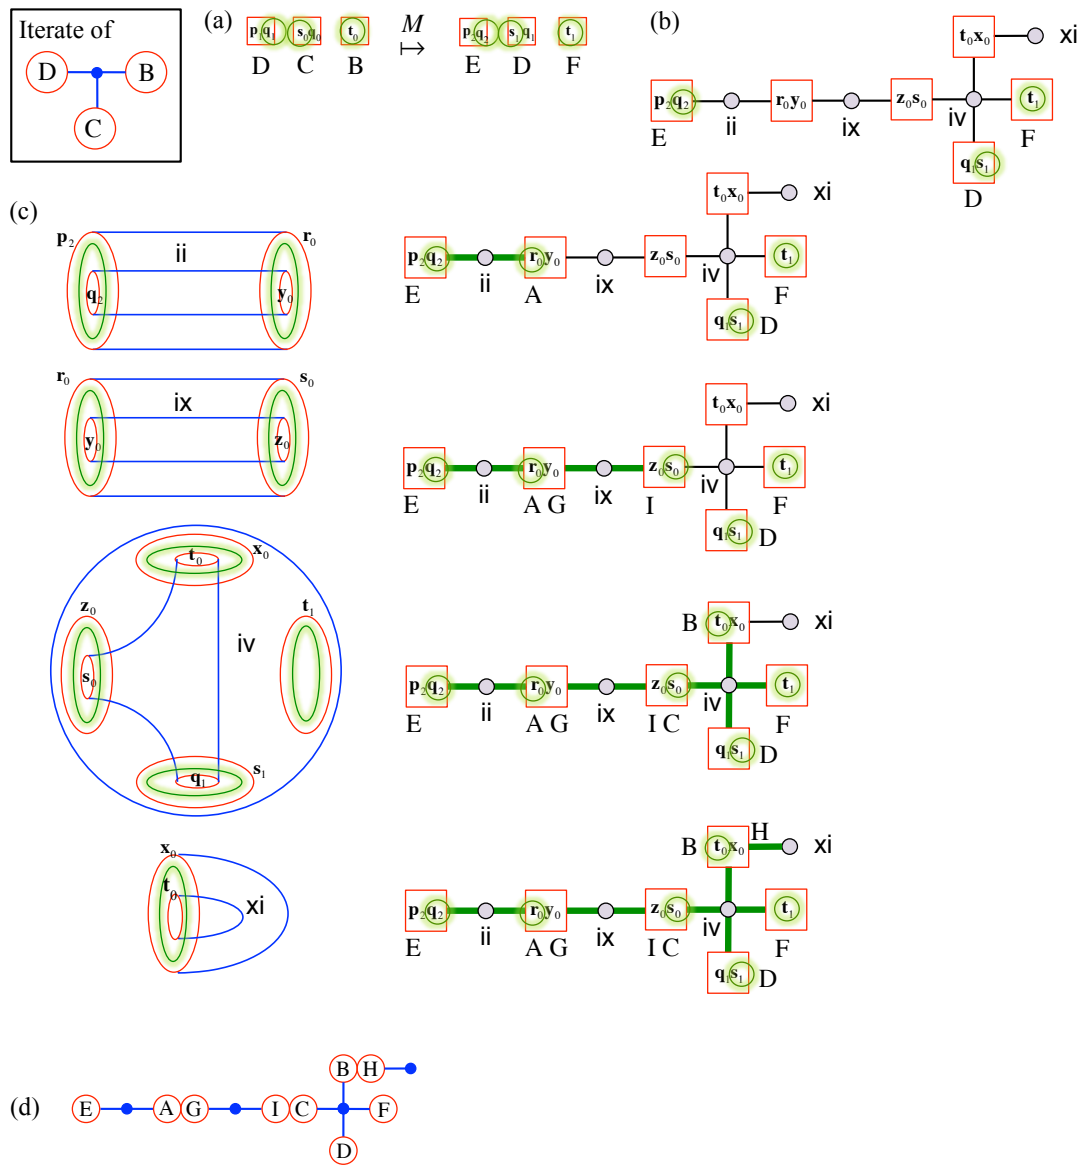 Iterate of
D B
C
(a)
p₁q₁ s₀q₀ t₀ M ↦ p₂q₂ s₁q₁ t₁
D C B E D F
(b)
t₀x₀ xi
p₂q₂ r₀y₀ z₀s₀ t₁
E ii ix iv F
q₁s₁
D
(c)
p₂ ii r₀
q₂ y₀
t₀x₀ xi
p₂q₂ r₀y₀ z₀s₀ t₁
E ii A ix iv F
q₁s₁ D
r₀ ix s₀
y₀ z₀
t₀x₀ xi
p₂q₂ r₀y₀ z₀s₀ t₁
E ii A G ix I iv F
q₁s₁ D
t₀ x₀
z₀ t₁
s₀ iv
q₁ s₁
B t₀x₀ xi
p₂q₂ r₀y₀ z₀s₀ t₁
E ii A G ix I C iv F
q₁s₁ D
x₀
t₀ xi
B t₀x₀ H xi
p₂q₂ r₀y₀ z₀s₀ t₁
E ii A G ix I C iv F
q₁s₁ D
(d)
B H
E A G I C F
D